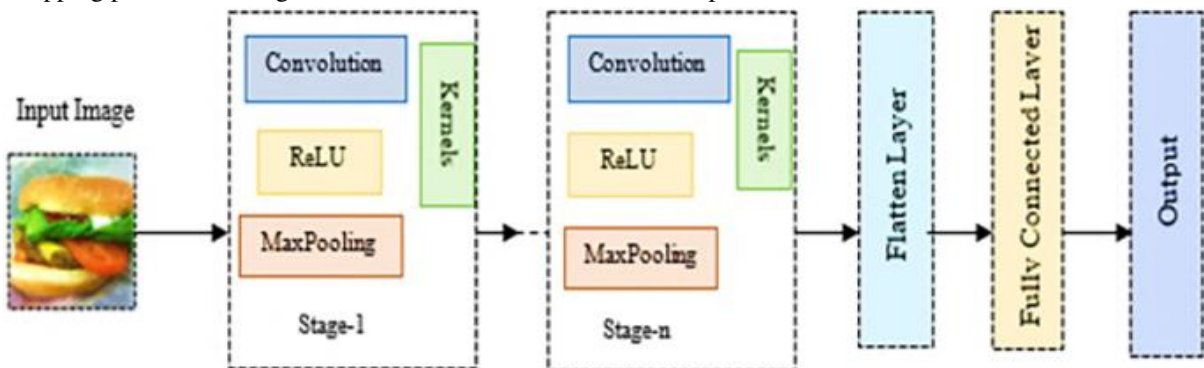 Input Image
Convolution
Kernels
ReLU
MaxPooling
Stage-1
Convolution
Kernels
ReLU
MaxPooling
Stage-n
Flatten Layer
Fully Connected Layer
Output